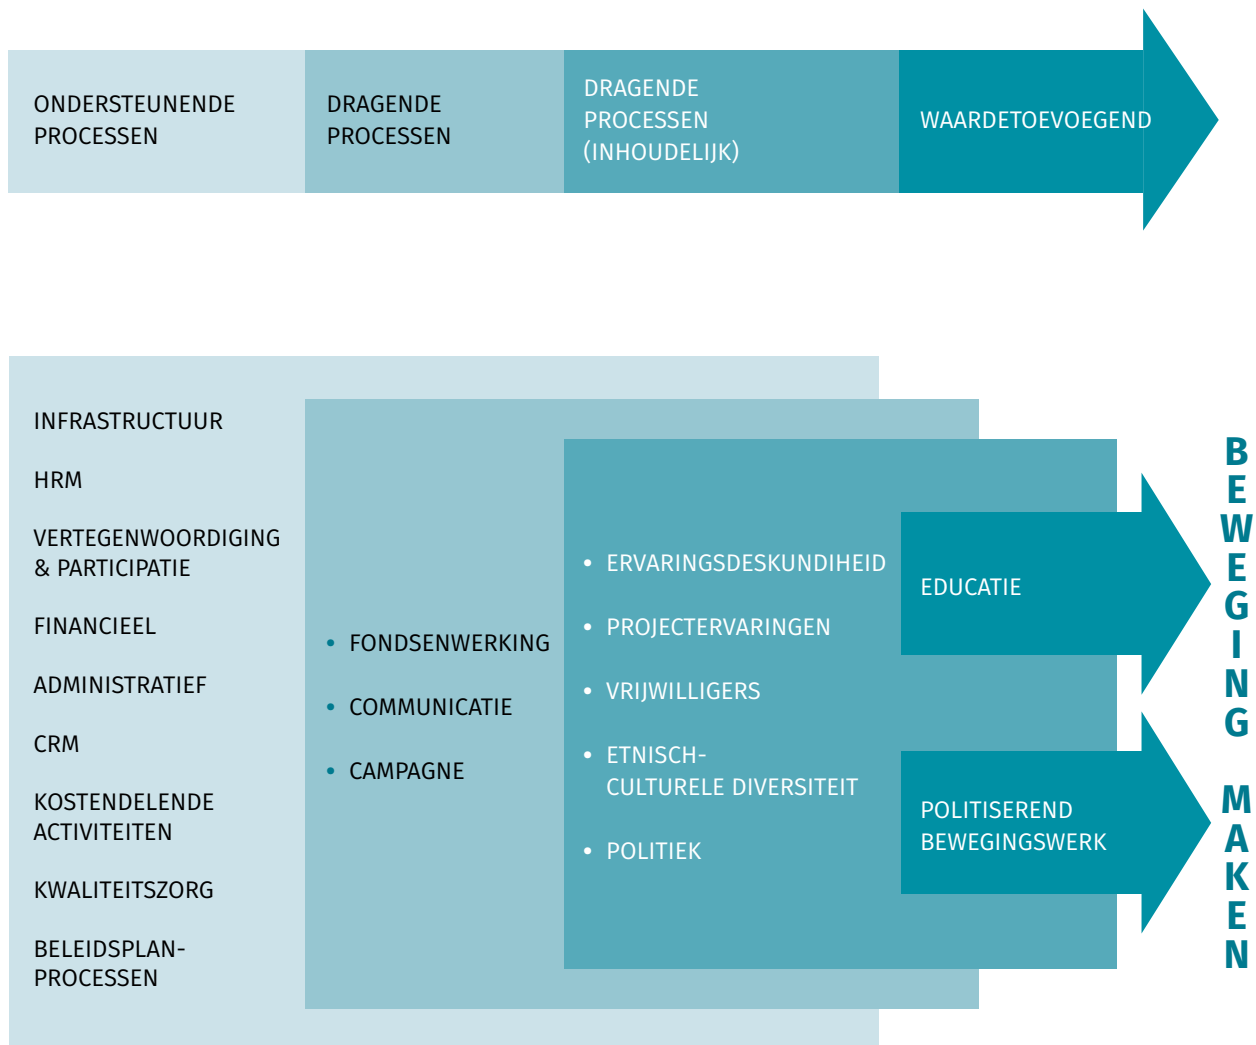 ONDERSTEUNENDE
PROCESSEN
DRAGENDE
PROCESSEN
DRAGENDE
PROCESSEN
(INHOUDELIJK)
WAARDETOEVOEGEND
INFRASTRUCTUUR
HRM
VERTEGENWOORDIGING
& PARTICIPATIE
FINANCIEEL
ADMINISTRATIEF
CRM
KOSTENDELENDE
ACTIVITEITEN
KWALITEITSZORG
BELEIDSPLAN-
PROCESSEN
• FONDSENWERKING
• COMMUNICATIE
• CAMPAGNE
• ERVARINGSDESKUNDIHEID
• PROJECTERVARINGEN
• VRIJWILLIGERS
• ETNISCH-
CULTURELE DIVERSITEIT
• POLITIEK
EDUCATIE
POLITISEREND
BEWEGINGSWERK
BEWEGING MAKEN